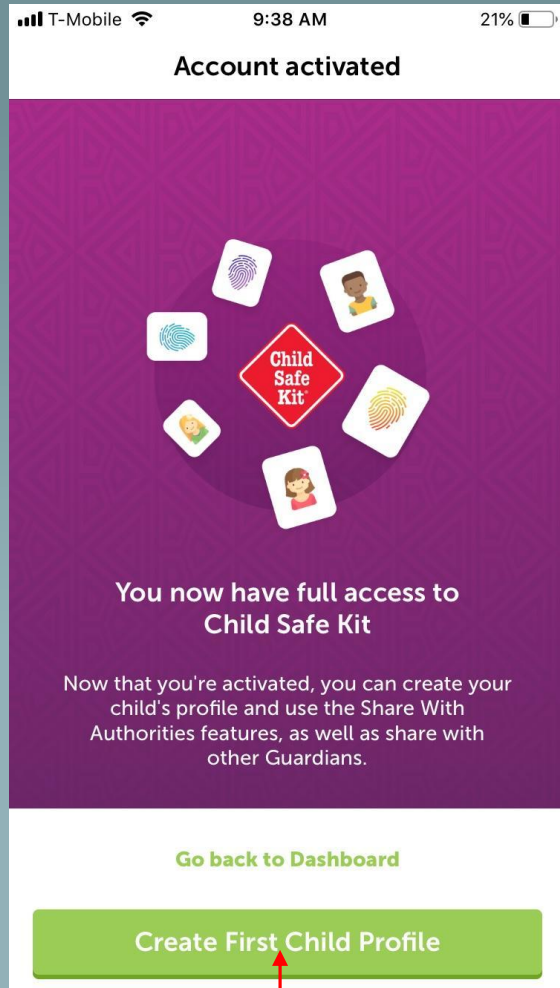 T-Mobile 9:38 AM 21%
Account activated
Child
Safe
Kit®
You now have full access to
Child Safe Kit
Now that you're activated, you can create your
child's profile and use the Share With
Authorities features, as well as share with
other Guardians.
Go back to Dashboard
Create First Child Profile